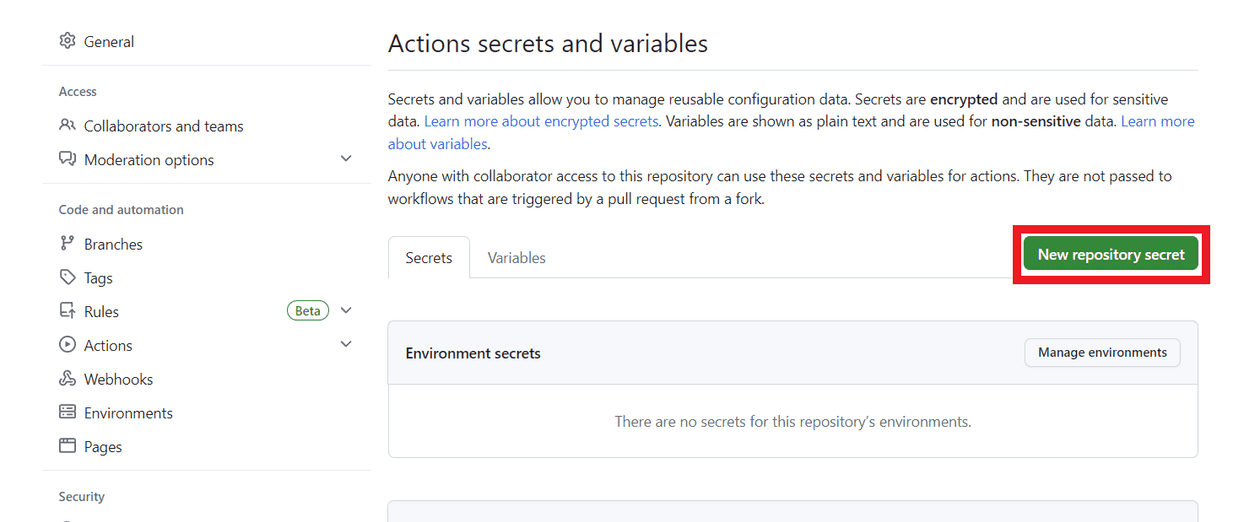 General
Access
Collaborators and teams
Moderation options
Code and automation
Branches
Tags
Rules Beta
Actions
Webhooks
Environments
Pages
Security
Actions secrets and variables
Secrets and variables allow you to manage reusable configuration data. Secrets are encrypted and are used for sensitive
data. Learn more about encrypted secrets. Variables are shown as plain text and are used for non-sensitive data. Learn more
about variables.
Anyone with collaborator access to this repository can use these secrets and variables for actions. They are not passed to
workflows that are triggered by a pull request from a fork.
Secrets Variables New repository secret
Environment secrets Manage environments
There are no secrets for this repository's environments.